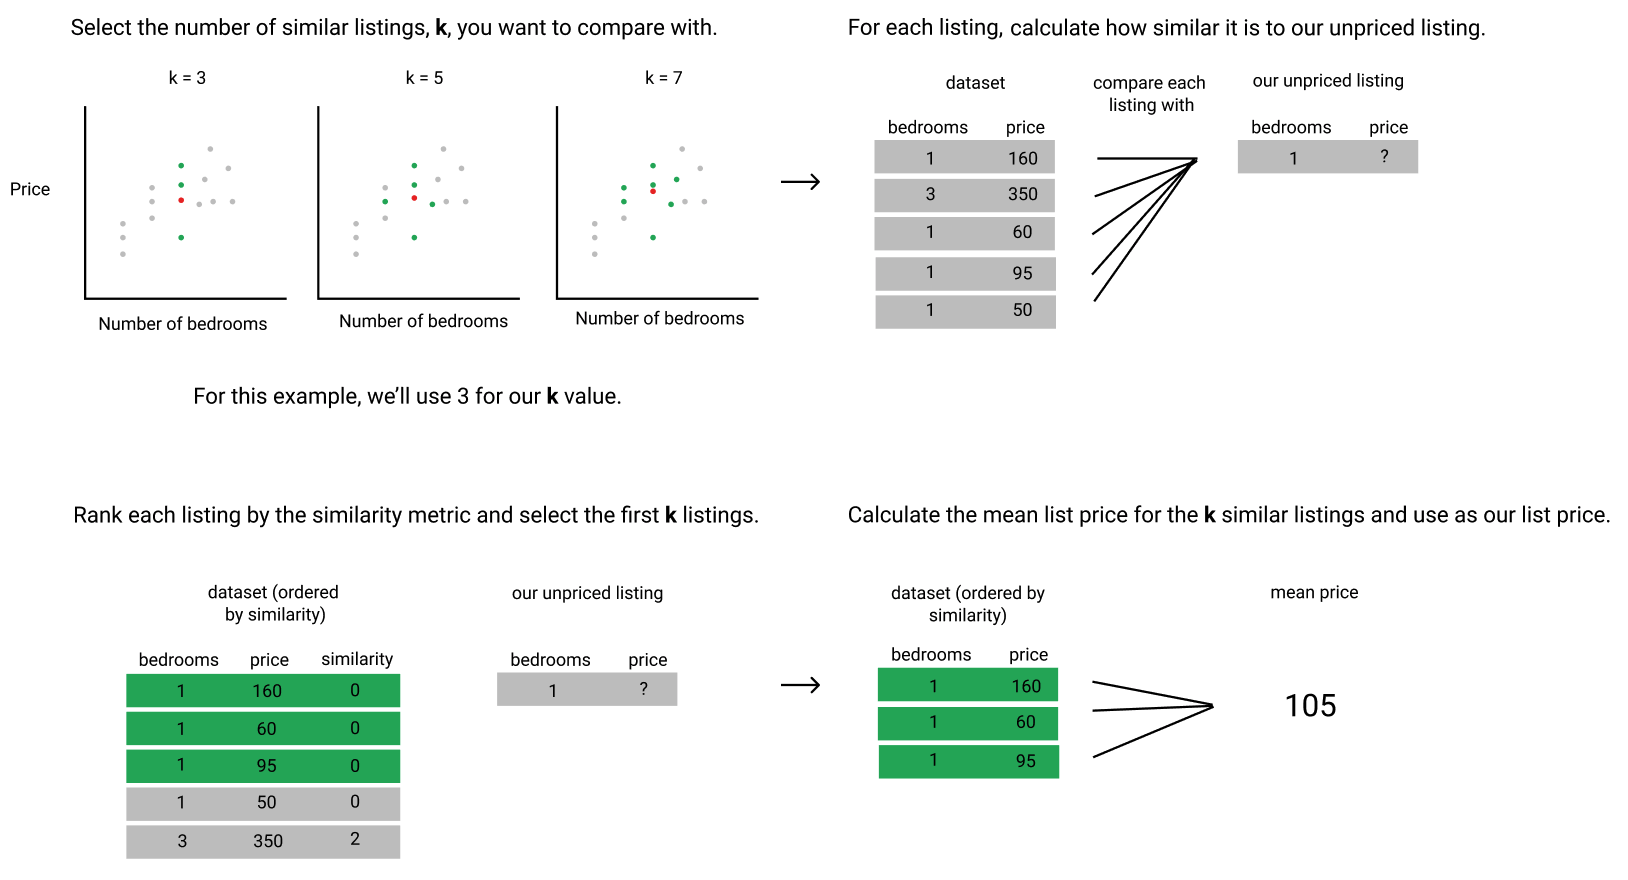 Select the number of similar listings, k, you want to compare with.
k = 3
k = 5
k = 7
Price
Number of bedrooms
Number of bedrooms
Number of bedrooms
For this example, we’ll use 3 for our k value.
For each listing, calculate how similar it is to our unpriced listing.
dataset
compare each
listing with
our unpriced listing
bedrooms price
1 160
3 350
1 60
1 95
1 50
bedrooms price
1 ?
Rank each listing by the similarity metric and select the first k listings.
dataset (ordered
by similarity)
bedrooms price similarity
1 160 0
1 60 0
1 95 0
1 50 0
3 350 2
our unpriced listing
bedrooms price
1 ?
Calculate the mean list price for the k similar listings and use as our list price.
dataset (ordered by
similarity)
bedrooms price
1 160
1 60
1 95
mean price
105